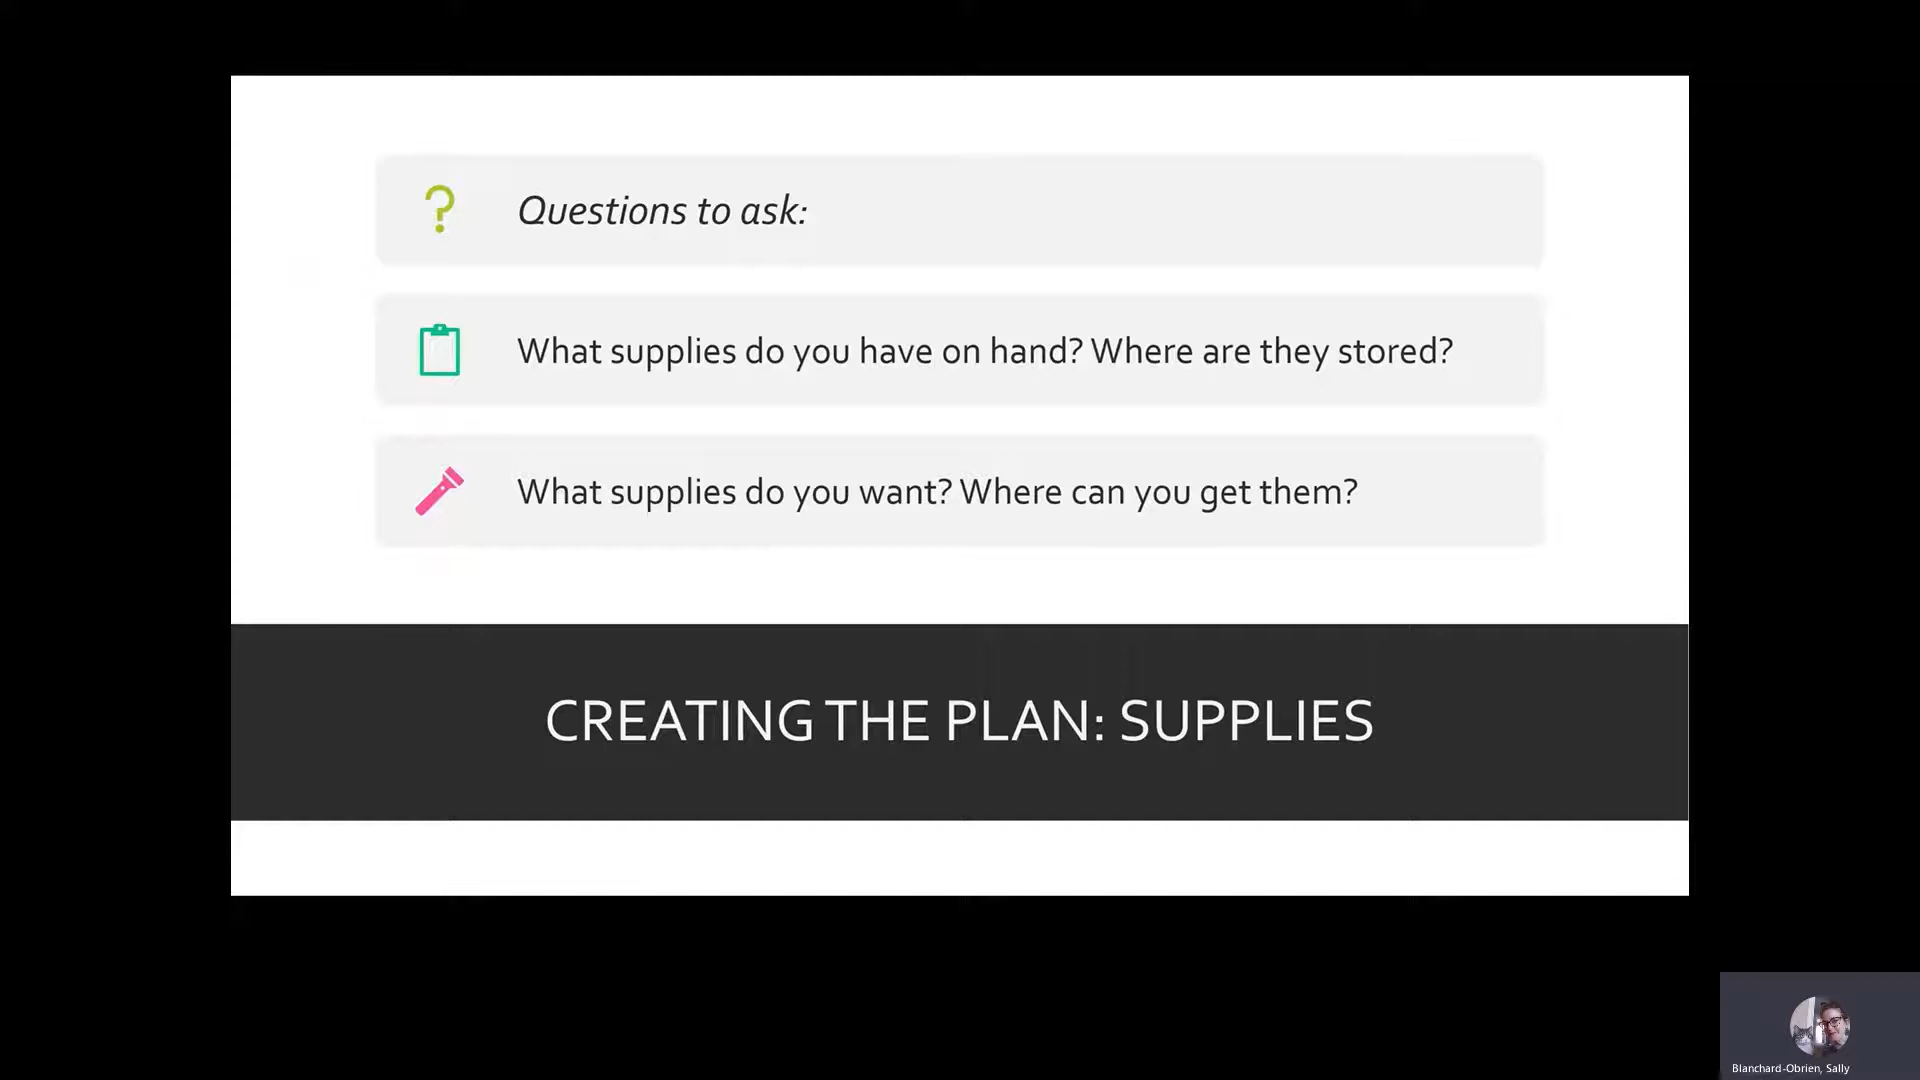 Questions to ask:
What supplies do you have on hand? Where are they stored?
What supplies do you want? Where can you get them?
CREATING THE PLAN: SUPPLIES
Blanchard-Obrien, Sally